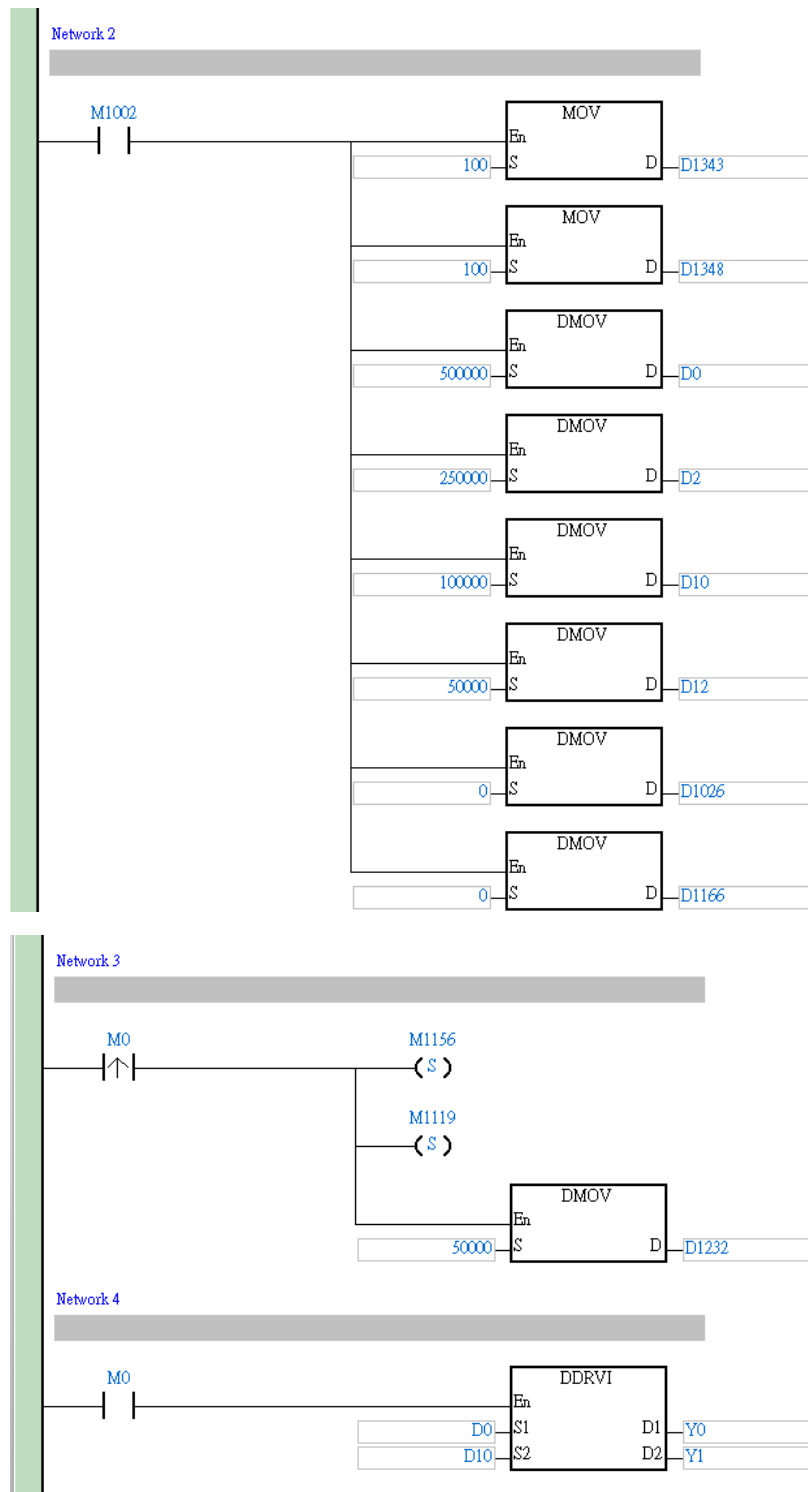 Network 2
M1002
MOV
En
100 S D D1343
MOV
En
100 S D D1348
DMOV
En
500000 S D D0
DMOV
En
250000 S D D2
DMOV
En
100000 S D D10
DMOV
En
50000 S D D12
DMOV
En
0 S D D1026
DMOV
En
0 S D D1166
Network 3
M0 M1156
S
M1119
S
DMOV
En
50000 S D D1232
Network 4
M0 DDRVI
En
D0 S1 D1 Y0
D10 S2 D2 Y1